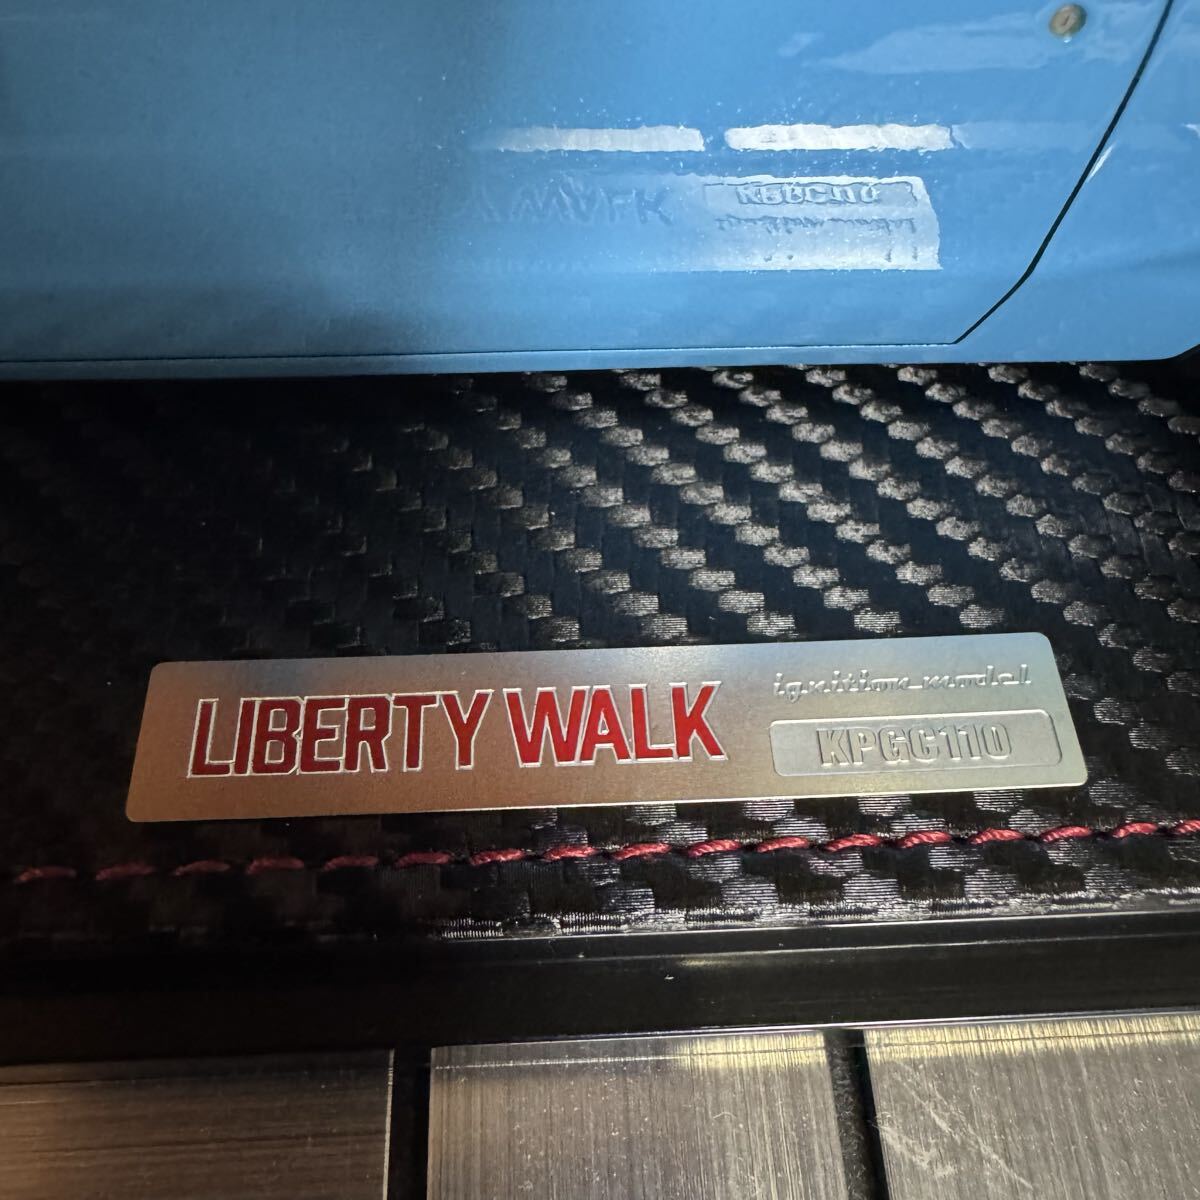 LIBERTY WALK
ignition model
KPGC110